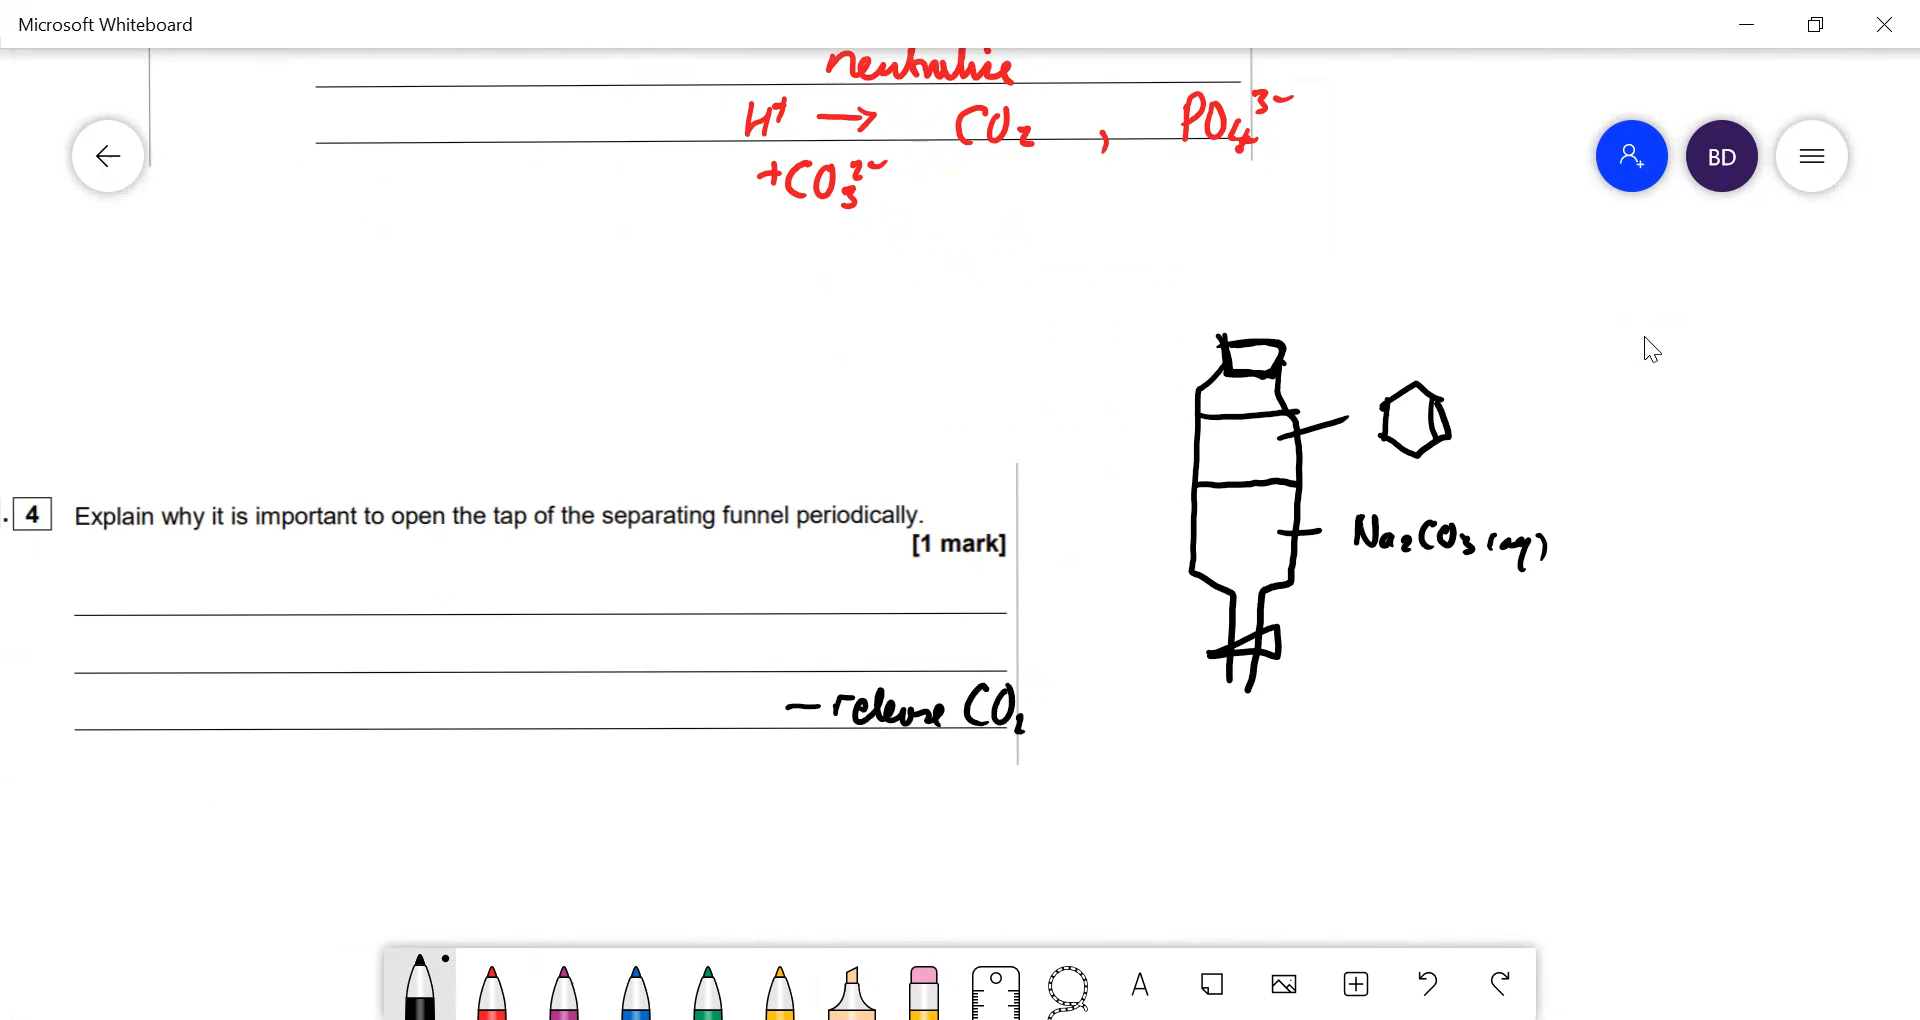 Microsoft Whiteboard
neutralise
H⁺ → CO₂ , PO₄³⁻
+CO₃²⁻
BD
. 4 Explain why it is important to open the tap of the separating funnel periodically.
[1 mark]
Na₂CO₃ (aq)
– release CO₂
A